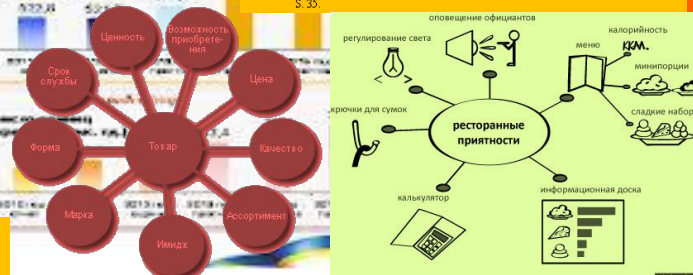 S. 35.
Ценность
Возможность
приобрете-
ния
Срок
службы
Цена
Форма
Товар
Качество
Марка
Ассортимент
Имидж
оповещение официантов
регулирование света
калорийность
меню
ККМ.
минипорции
крючки для сумок
сладкие набор
ресторанные
приятности
калькулятор
информационная доска